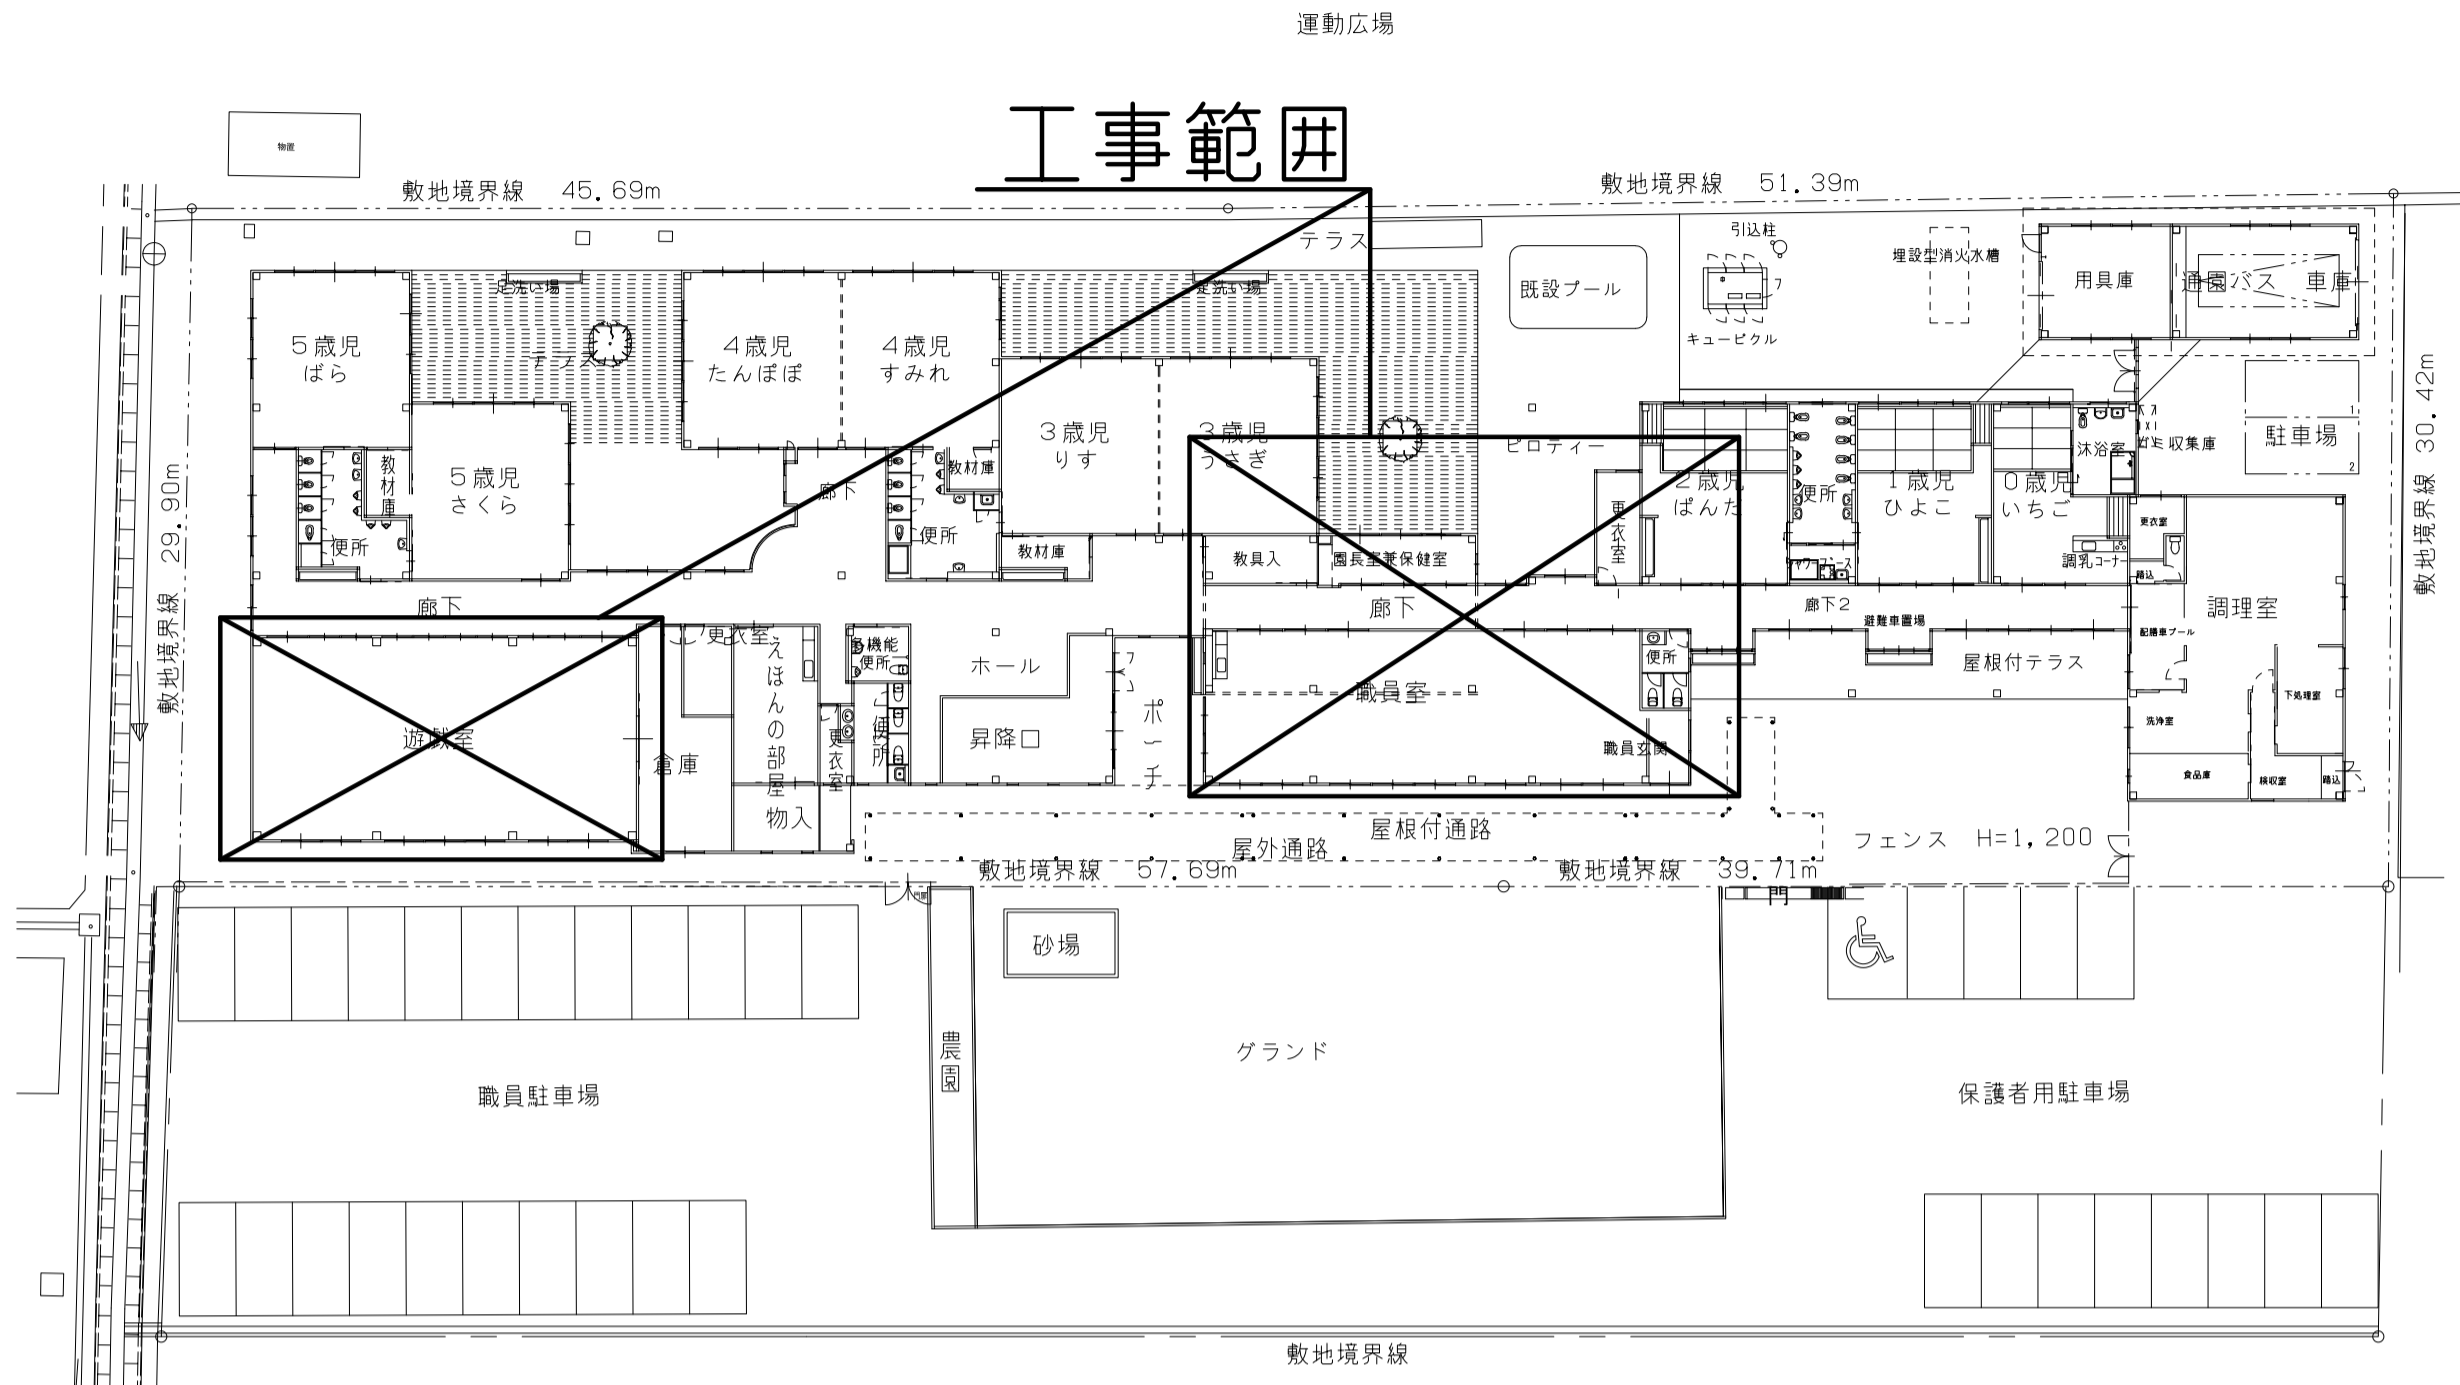 運動広場
工事範囲
物置
敷地境界線 45.69m
敷地境界線 51.39m
テラス
引込柱
埋設型消火水槽
用具庫
通園バス 車庫
足洗い場
足洗い場
既設プール
キュービクル
5歳児
ばら
テラス
4歳児
たんぽぽ
4歳児
すみれ
3歳児
りす
3歳児
うさぎ
ピロティー
駐車場
1
2
敷地境界線 30.42m
敷地境界線 29.90m
教材庫
5歳児
さくら
便所
廊下
教材庫
便所
教材庫
教具入
園長室兼保健室
更衣室
2歳児
ぱんだ
便所
1歳児
ひよこ
0歳児
いちご
沐浴室
収集庫
更衣室
調乳コーナー
踏込
廊下
廊下
廊下2
避難車置場
調理室
配膳車プール
更衣室
えほんの部屋
多機能
便所
ホール
便所
屋根付テラス
下処理室
遊戯室
倉庫
更衣室
便所
昇降口
ポーチ
職員室
職員玄関
洗浄室
食品庫
検収室
踏込
物入
屋根付通路
屋外通路
フェンス H=1,200
敷地境界線 57.69m
敷地境界線 39.71m
門
砂場
農園
グランド
職員駐車場
保護者用駐車場
敷地境界線